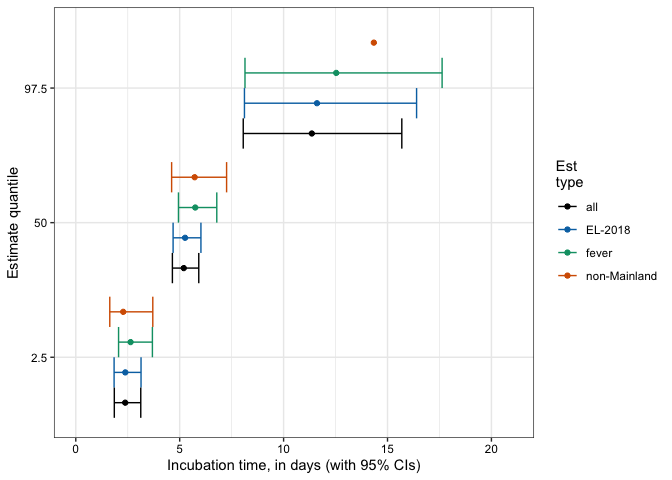 97.5
50
2.5
Estimate quantile
0 5 10 15 20
Incubation time, in days (with 95% CIs)
Est
type
all
EL-2018
fever
non-Mainland